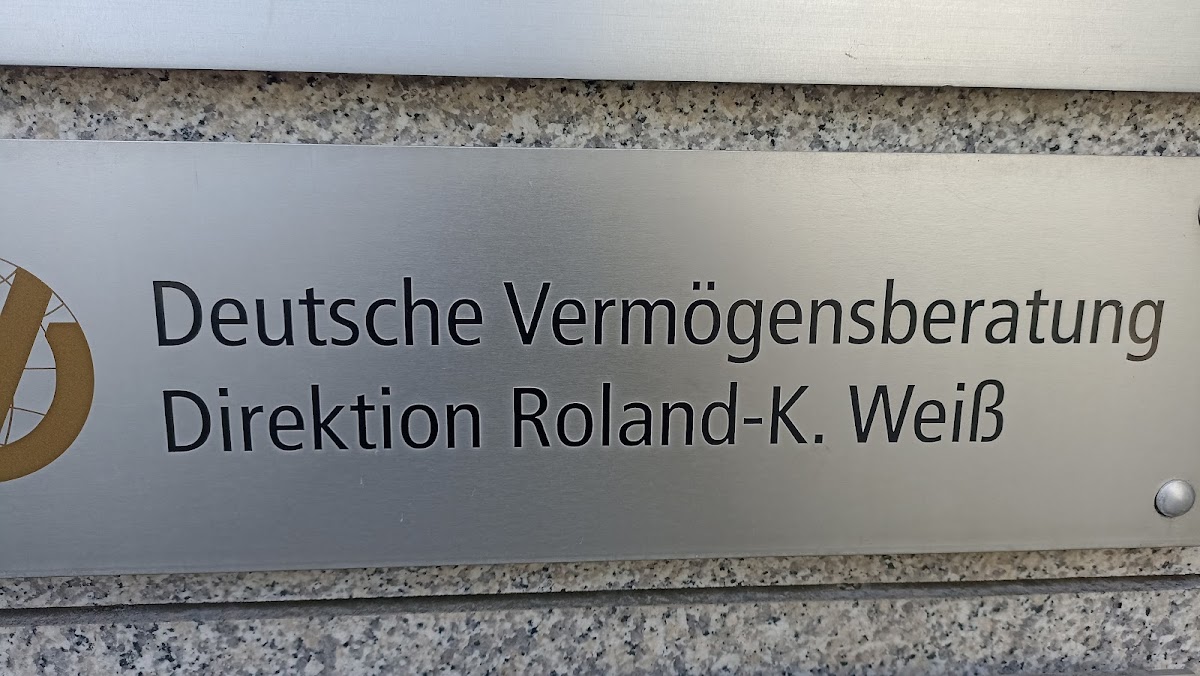 Deutsche Vermögensberatung
Direktion Roland-K. Weiß